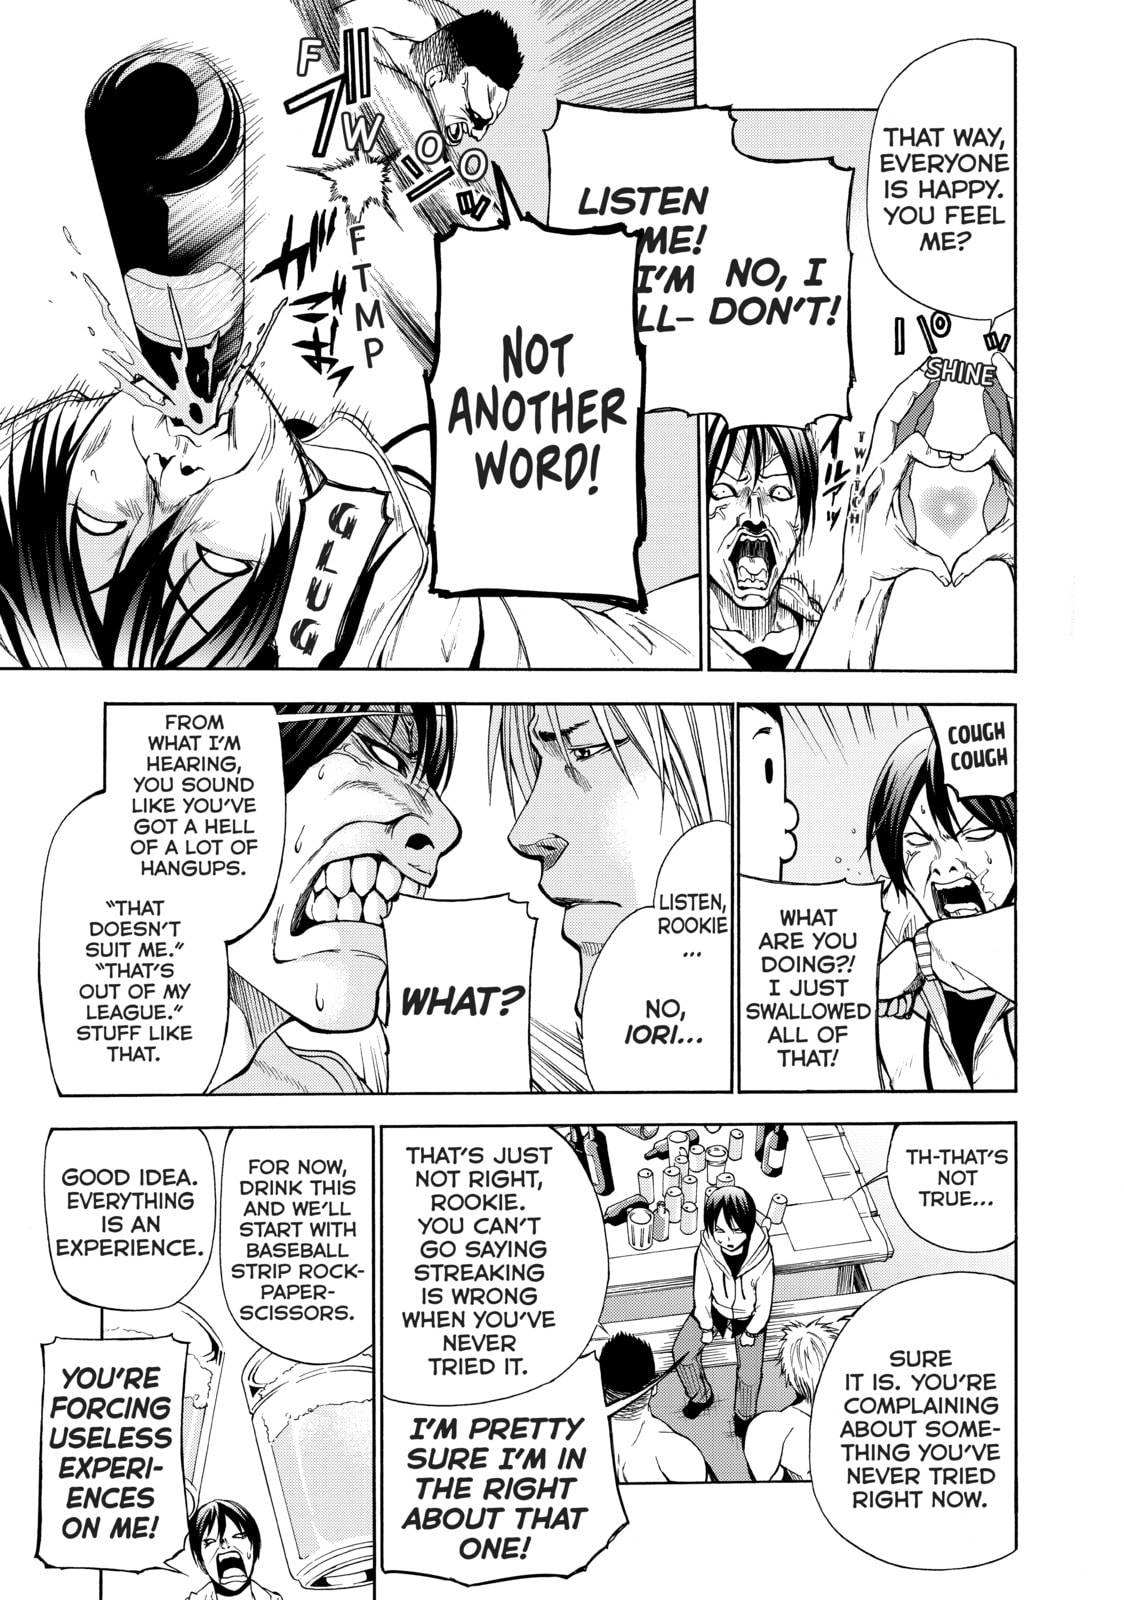 THAT WAY,
EVERYONE
IS HAPPY.
YOU FEEL
ME?
パァッ
SHINE
TWITCH
NO, I
DON'T!
LISTEN
ME!
I'M
LL–
NOT
ANOTHER
WORD!
FWOO
FTMP
GLUG
COUGH
COUGH
WHAT
ARE YOU
DOING?!
I JUST
SWALLOWED
ALL OF
THAT!
LISTEN,
ROOKIE
...
NO,
IORI...
WHAT?
FROM
WHAT I'M
HEARING,
YOU SOUND
LIKE YOU'VE
GOT A HELL
OF A LOT OF
HANGUPS.
"THAT
DOESN'T
SUIT ME."
"THAT'S
OUT OF MY
LEAGUE."
STUFF LIKE
THAT.
TH-THAT'S
NOT
TRUE...
SURE
IT IS. YOU'RE
COMPLAINING
ABOUT SOME-
THING YOU'VE
NEVER TRIED
RIGHT NOW.
THAT'S JUST
NOT RIGHT,
ROOKIE.
YOU CAN'T
GO SAYING
STREAKING
IS WRONG
WHEN YOU'VE
NEVER
TRIED IT.
I'M PRETTY
SURE I'M IN
THE RIGHT
ABOUT THAT
ONE!
FOR NOW,
DRINK THIS
AND WE'LL
START WITH
BASEBALL
STRIP ROCK-
PAPER-
SCISSORS.
GOOD IDEA.
EVERYTHING
IS AN
EXPERIENCE.
YOU'RE
FORCING
USELESS
EXPERI-
ENCES
ON ME!